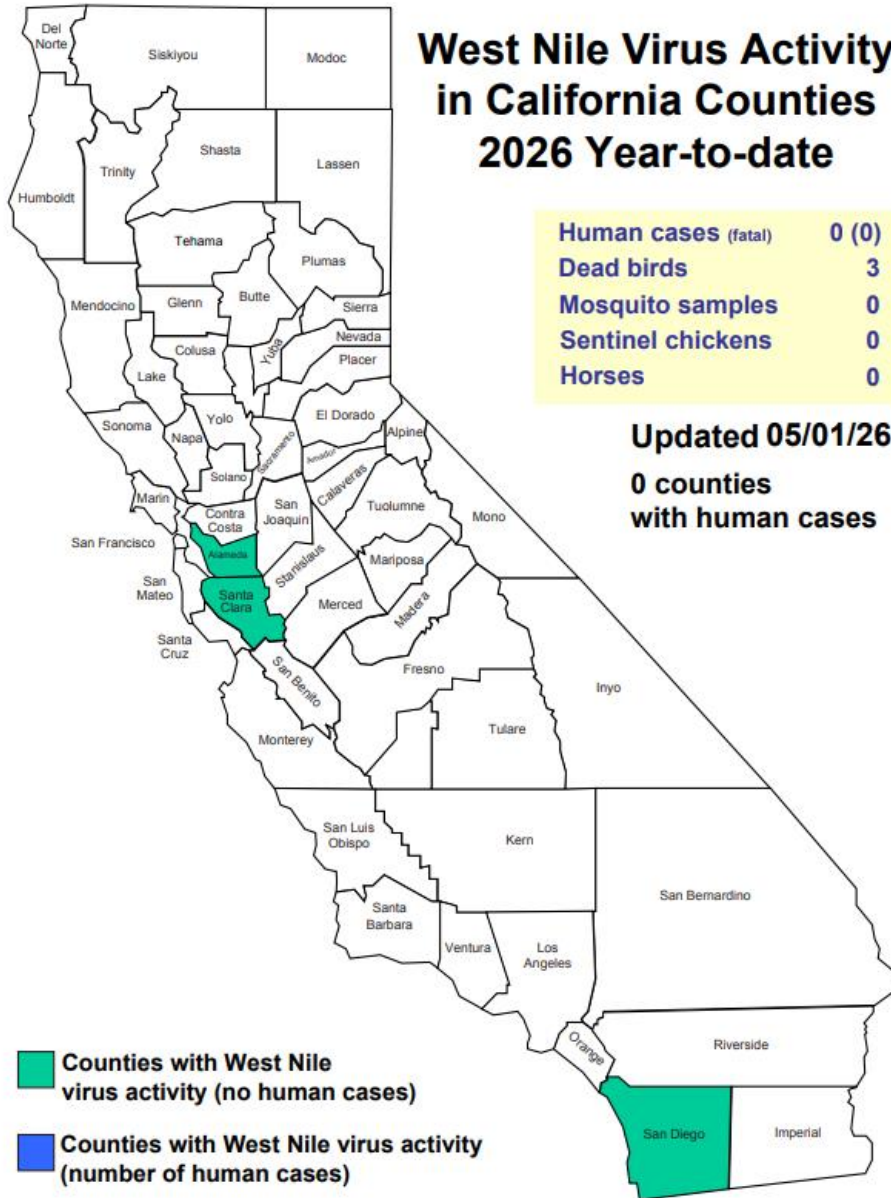 West Nile Virus Activity
in California Counties
2026 Year-to-date
Human cases (fatal) 0 (0)
Dead birds 3
Mosquito samples 0
Sentinel chickens 0
Horses 0
Updated 05/01/26
0 counties
with human cases
Del
Norte
Siskiyou
Modoc
Humboldt
Trinity
Shasta
Lassen
Tehama
Plumas
Mendocino
Glenn
Butte
Sierra
Lake
Colusa
Yuba
Nevada
Placer
Sonoma
Napa
Yolo
Sacramento
El Dorado
Solano
Amador
Alpine
Marin
Contra
Costa
San
Joaquin
Calaveras
Tuolumne
Mono
San Francisco
Alameda
Stanislaus
Mariposa
San
Mateo
Santa
Clara
Merced
Madera
Santa
Cruz
San Benito
Fresno
Inyo
Monterey
Tulare
San Luis
Obispo
Kern
San Bernardino
Santa
Barbara
Ventura
Los
Angeles
Orange
Riverside
San Diego
Imperial
Counties with West Nile
virus activity (no human cases)
Counties with West Nile virus activity
(number of human cases)